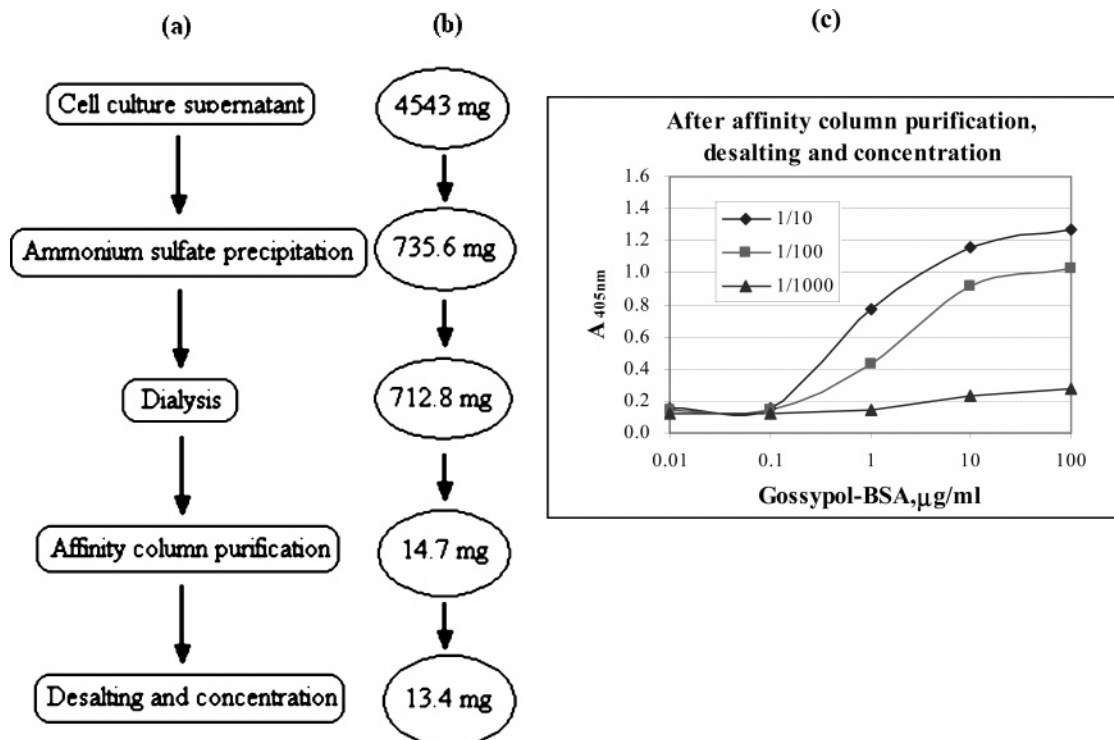 (a)
(b)
(c)
Cell culture supernatant
4543 mg
Ammonium sulfate precipitation
735.6 mg
Dialysis
712.8 mg
Affinity column purification
14.7 mg
Desalting and concentration
13.4 mg
After affinity column purification,
desalting and concentration
1.6
1.4
1.2
1.0
0.8
0.6
0.4
0.2
0.0
A 405nm
1/10
1/100
1/1000
0.01 0.1 1 10 100
Gossypol-BSA,µg/ml